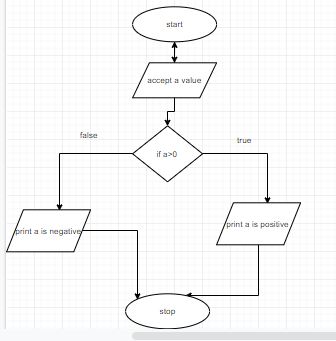 start
accept a value
false
if a>0
true
print a is negative
print a is positive
stop